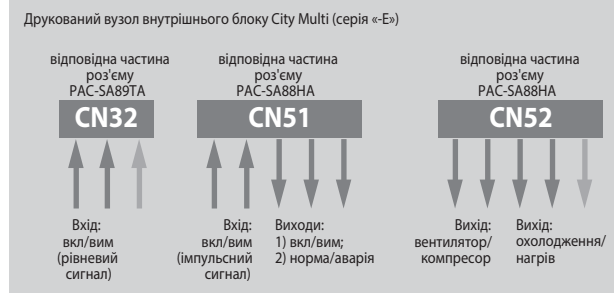 Друкований вузол внутрішнього блоку City Multi (серія «-E»)
відповідна частина
роз'єму
PAC-SA89TA
CN32
Вхід:
вкл/вим
(рівневий
сигнал)
відповідна частина
роз'єму
PAC-SA88HA
CN51
Вхід:
вкл/вим
(імпульсний
сигнал)
Виходи:
1) вкл/вим;
2) норма/аварія
відповідна частина
роз'єму
PAC-SA88HA
CN52
Вихід:
вентилятор/
компресор
Вихід:
охолодження/
нагрів